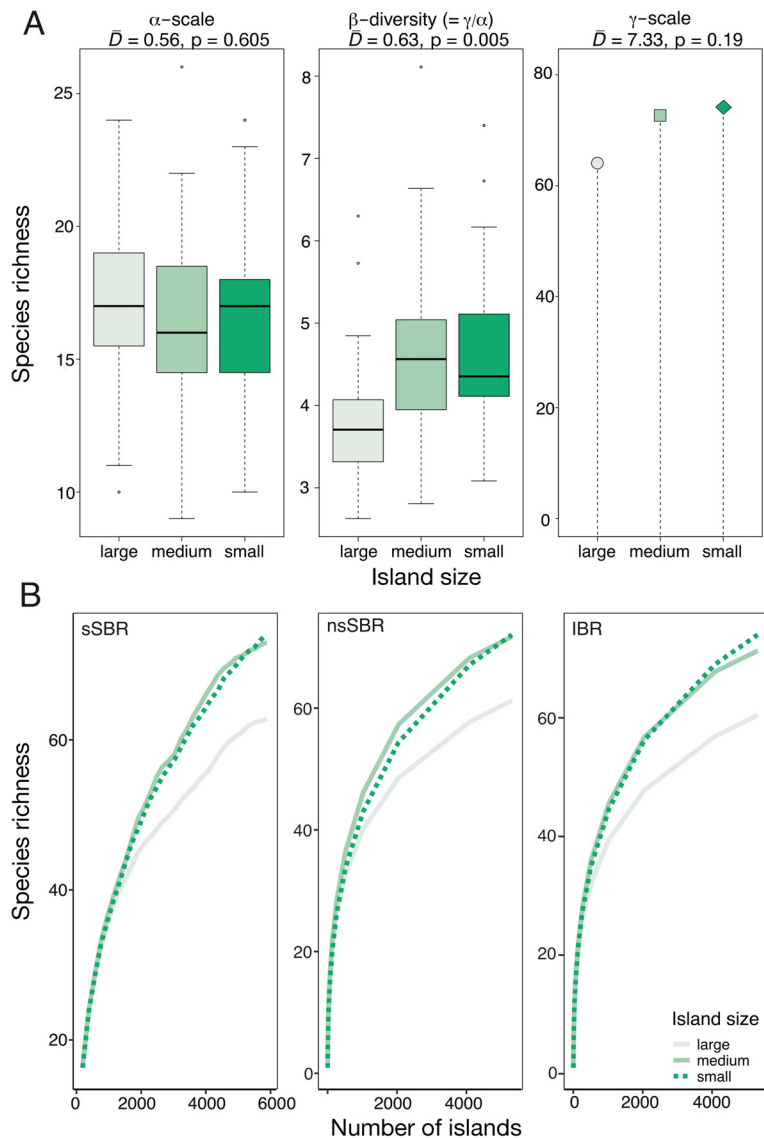 A
α-scale
D̅ = 0.56, p = 0.605
β-diversity (= γ/α)
D̅ = 0.63, p = 0.005
γ-scale
D̅ = 7.33, p = 0.19
Species richness
25
20
15
10
large medium small
8
7
6
5
4
3
large medium small
80
60
40
20
0
large medium small
Island size
B
Species richness
sSBR
60
40
20
0 2000 4000 6000
nsSBR
60
40
20
0
0 2000 4000
IBR
60
40
20
0
0 2000 4000
Island size
large
medium
small
Number of islands